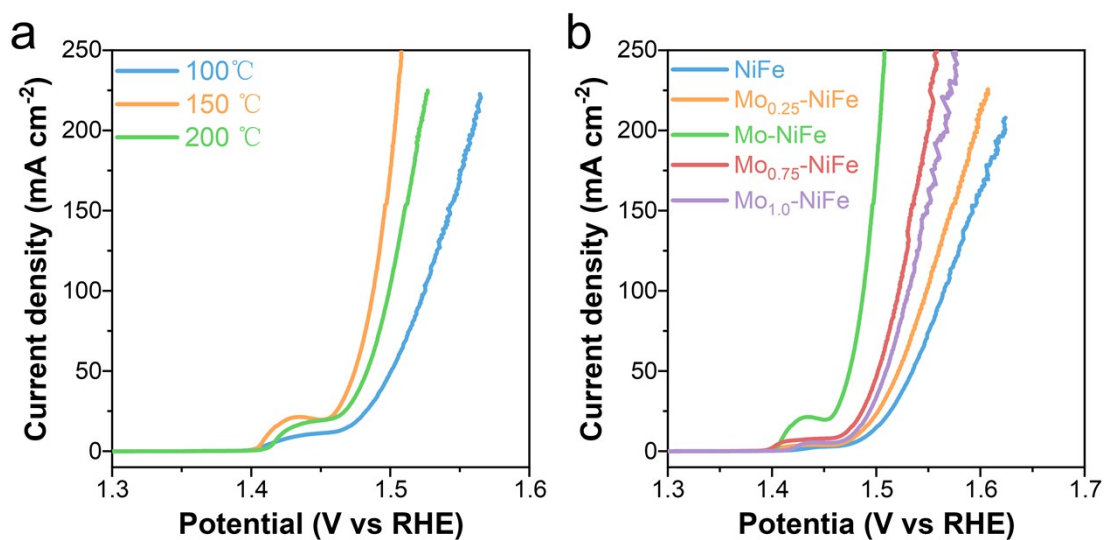 a
250
200
150
100
50
0
1.3
1.4
1.5
1.6
Current density (mA cm⁻²)
Potential (V vs RHE)
100℃
150 ℃
200 ℃
b
250
200
150
100
50
0
1.3
1.4
1.5
1.6
1.7
Current density (mA cm⁻²)
Potentia (V vs RHE)
NiFe
Mo₀.₂₅-NiFe
Mo-NiFe
Mo₀.₇₅-NiFe
Mo₁.₀-NiFe